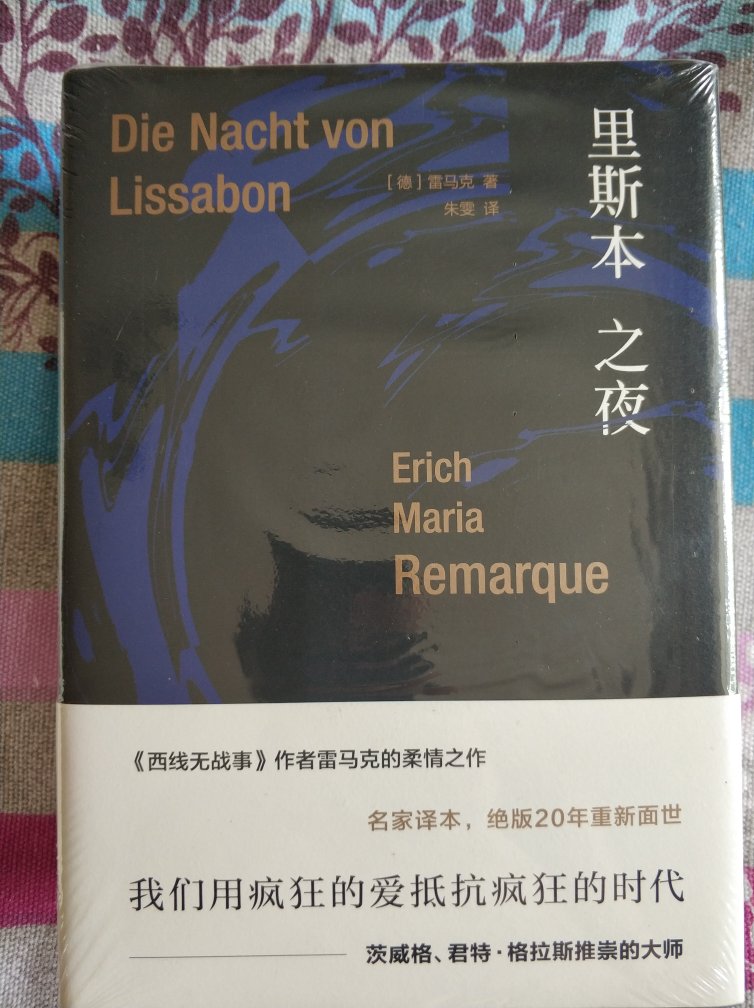 Die Nacht von
Lissabon
[德]雷马克 著
朱雯 译
里斯本 之夜
Erich
Maria
Remarque
《西线无战事》作者雷马克的柔情之作
名家译本，绝版20年重新面世
我们用疯狂的爱抵抗疯狂的时代
茨威格、君特·格拉斯推崇的大师